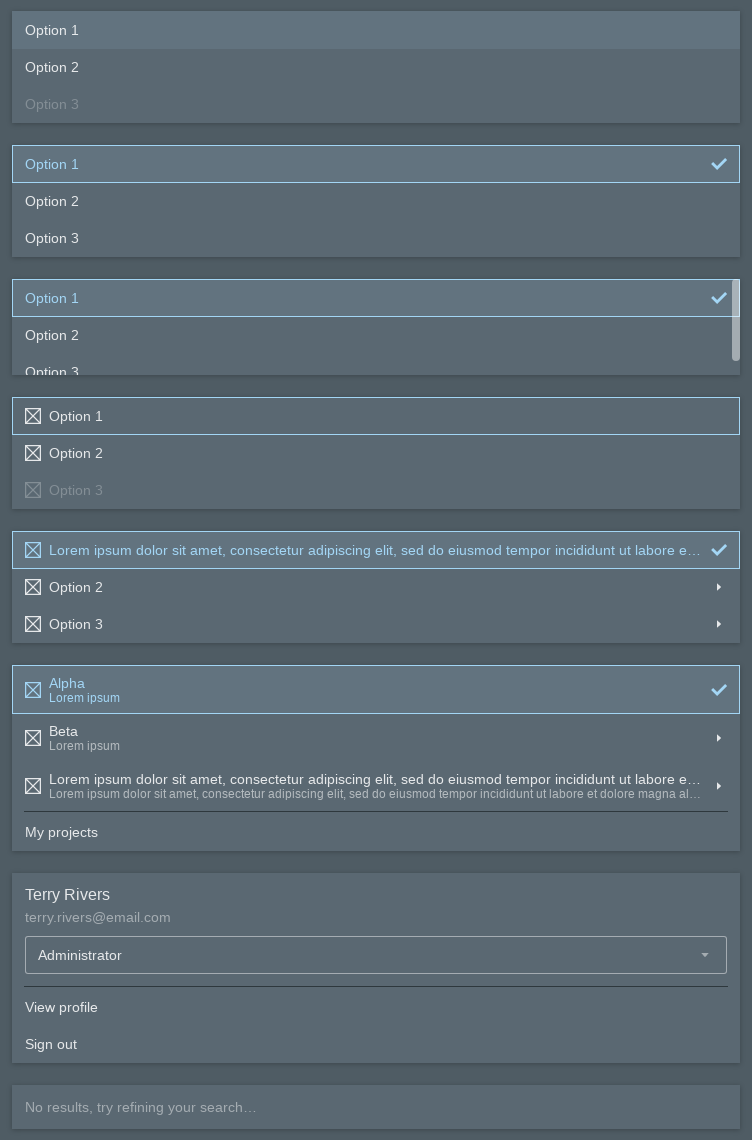 Option 1
Option 2
Option 3
Option 1
Option 2
Option 3
Option 1
Option 2
Option 3
Option 1
Option 2
Option 3
Lorem ipsum dolor sit amet, consectetur adipiscing elit, sed do eiusmod tempor incididunt ut labore e…
Option 2
Option 3
Alpha
Lorem ipsum
Beta
Lorem ipsum
Lorem ipsum dolor sit amet, consectetur adipiscing elit, sed do eiusmod tempor incididunt ut labore e…
Lorem ipsum dolor sit amet, consectetur adipiscing elit, sed do eiusmod tempor incididunt ut labore et dolore magna al…
My projects
Terry Rivers
terry.rivers@email.com
Administrator
View profile
Sign out
No results, try refining your search…